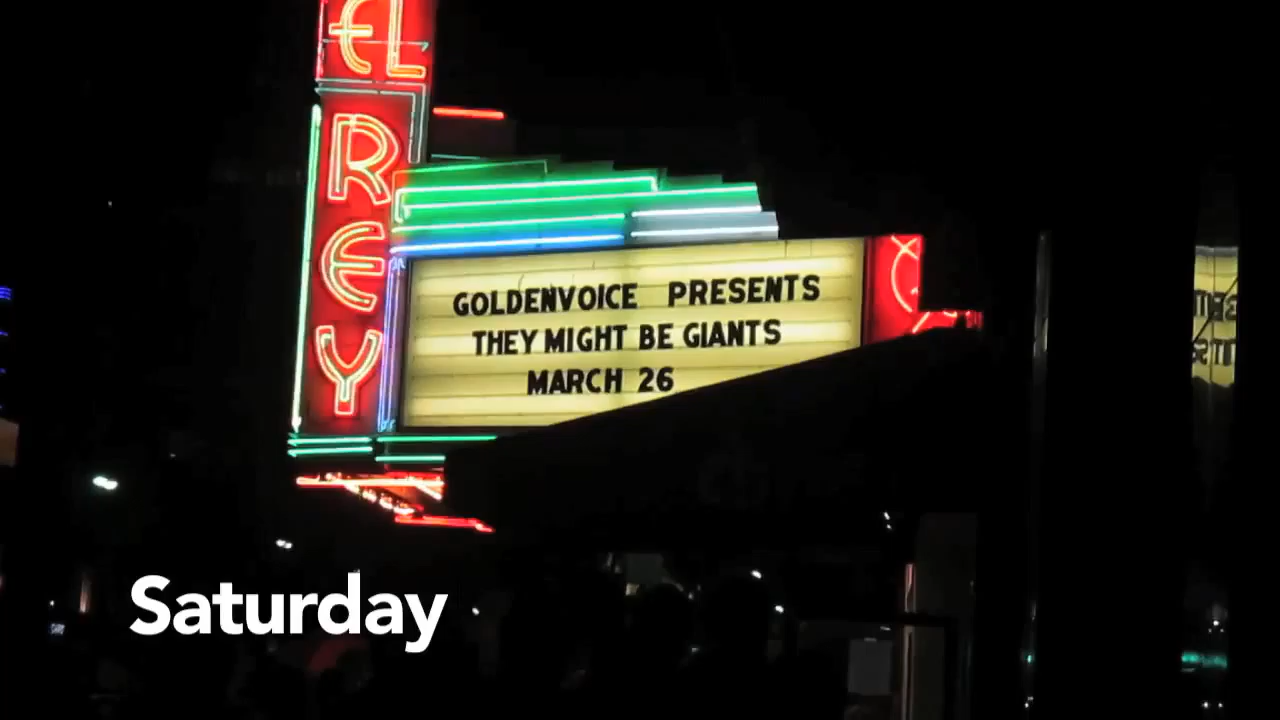 EL
REY
GOLDENVOICE PRESENTS
THEY MIGHT BE GIANTS
MARCH 26
Saturday